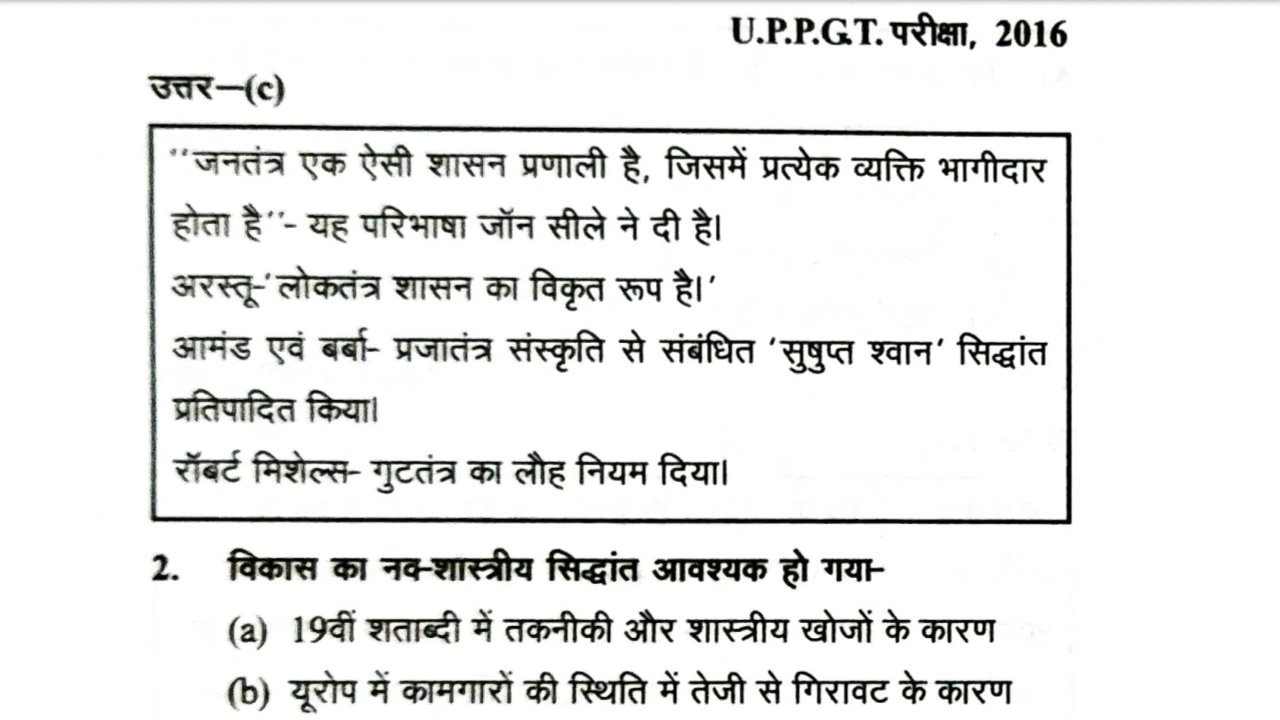 U.P.P.G.T. परीक्षा, 2016
उत्तर–(c)
''जनतंत्र एक ऐसी शासन प्रणाली है, जिसमें प्रत्येक व्यक्ति भागीदार
होता है''- यह परिभाषा जॉन सीले ने दी है।
अरस्तू-'लोकतंत्र शासन का विकृत रूप है।'
आमंड एवं बर्बा- प्रजातंत्र संस्कृति से संबंधित 'सुषुप्त श्वान' सिद्धांत
प्रतिपादित किया।
रॉबर्ट मिशेल्स- गुटतंत्र का लौह नियम दिया।
2. विकास का नव-शास्त्रीय सिद्धांत आवश्यक हो गया-
(a) 19वीं शताब्दी में तकनीकी और शास्त्रीय खोजों के कारण
(b) यूरोप में कामगारों की स्थिति में तेजी से गिरावट के कारण